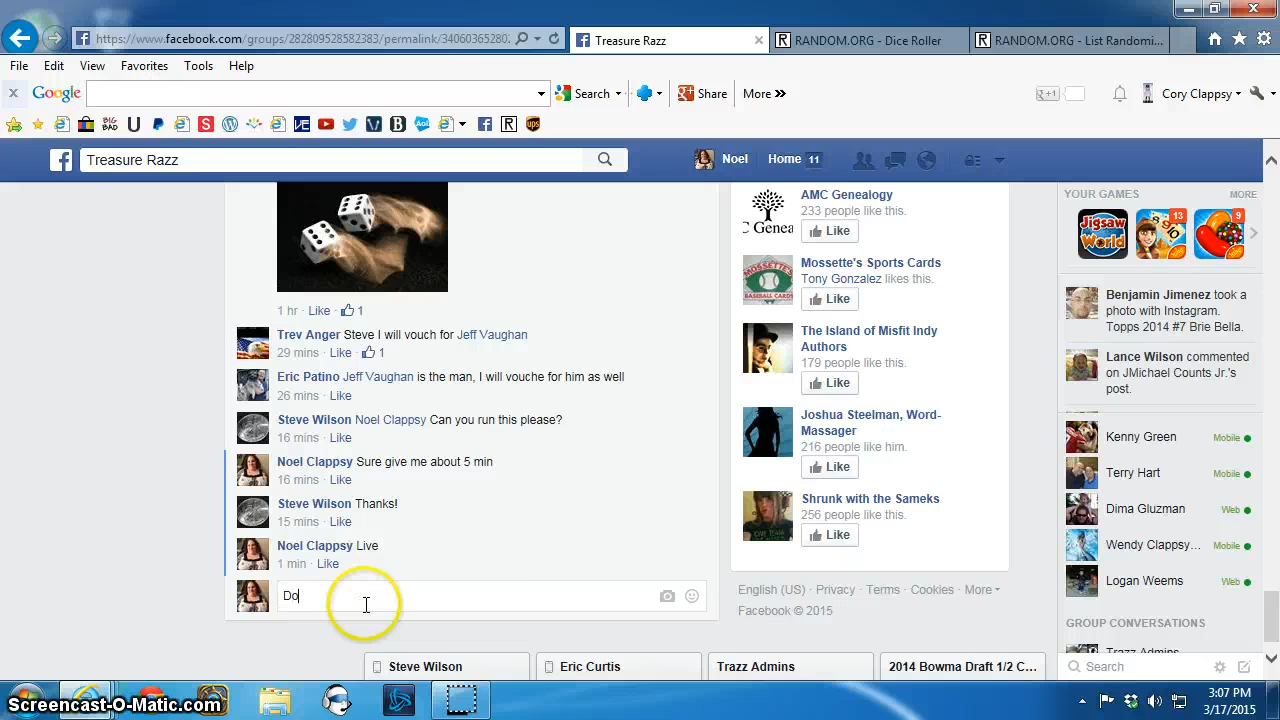 https://www.facebook.com/groups/282809528582383/permalink/34060365280
Treasure Razz
RANDOM.ORG - Dice Roller
RANDOM.ORG - List Randomi...
File Edit View Favorites Tools Help
x Google Search Share More »
+1
Cory Clappsy
BIG BAD
Treasure Razz
Noel Home 11
1 hr · Like · 1
Trev Anger Steve I will vouch for Jeff Vaughan
29 mins · Like · 1
Eric Patino Jeff Vaughan is the man, I will vouche for him as well
26 mins · Like
Steve Wilson Noel Clappsy Can you run this please?
16 mins · Like
Noel Clappsy Sure give me about 5 min
16 mins · Like
Steve Wilson Thanks!
15 mins · Like
Noel Clappsy Live
1 min · Like
Do
AMC Genealogy
233 people like this.
Like
Mossette's Sports Cards
Tony Gonzalez likes this.
Like
The Island of Misfit Indy
Authors
179 people like this.
Like
Joshua Steelman, Word-
Massager
216 people like him.
Like
Shrunk with the Sameks
256 people like this.
Like
English (US) · Privacy · Terms · Cookies · More
Facebook © 2015
YOUR GAMES MORE
Jigsaw World
13
9
Benjamin Jimenez took a
photo with Instagram.
Topps 2014 #7 Brie Bella.
Lance Wilson commented
on JMichael Counts Jr.'s
post.
Kenny Green Mobile
Terry Hart Mobile
Dima Gluzman Web
Wendy Clappsy... Mobile
Logan Weems Web
GROUP CONVERSATIONS
Trazz Admins
Search
Steve Wilson
Eric Curtis
Trazz Admins
2014 Bowma Draft 1/2 C...
Screencast-O-Matic.com
3:07 PM
3/17/2015